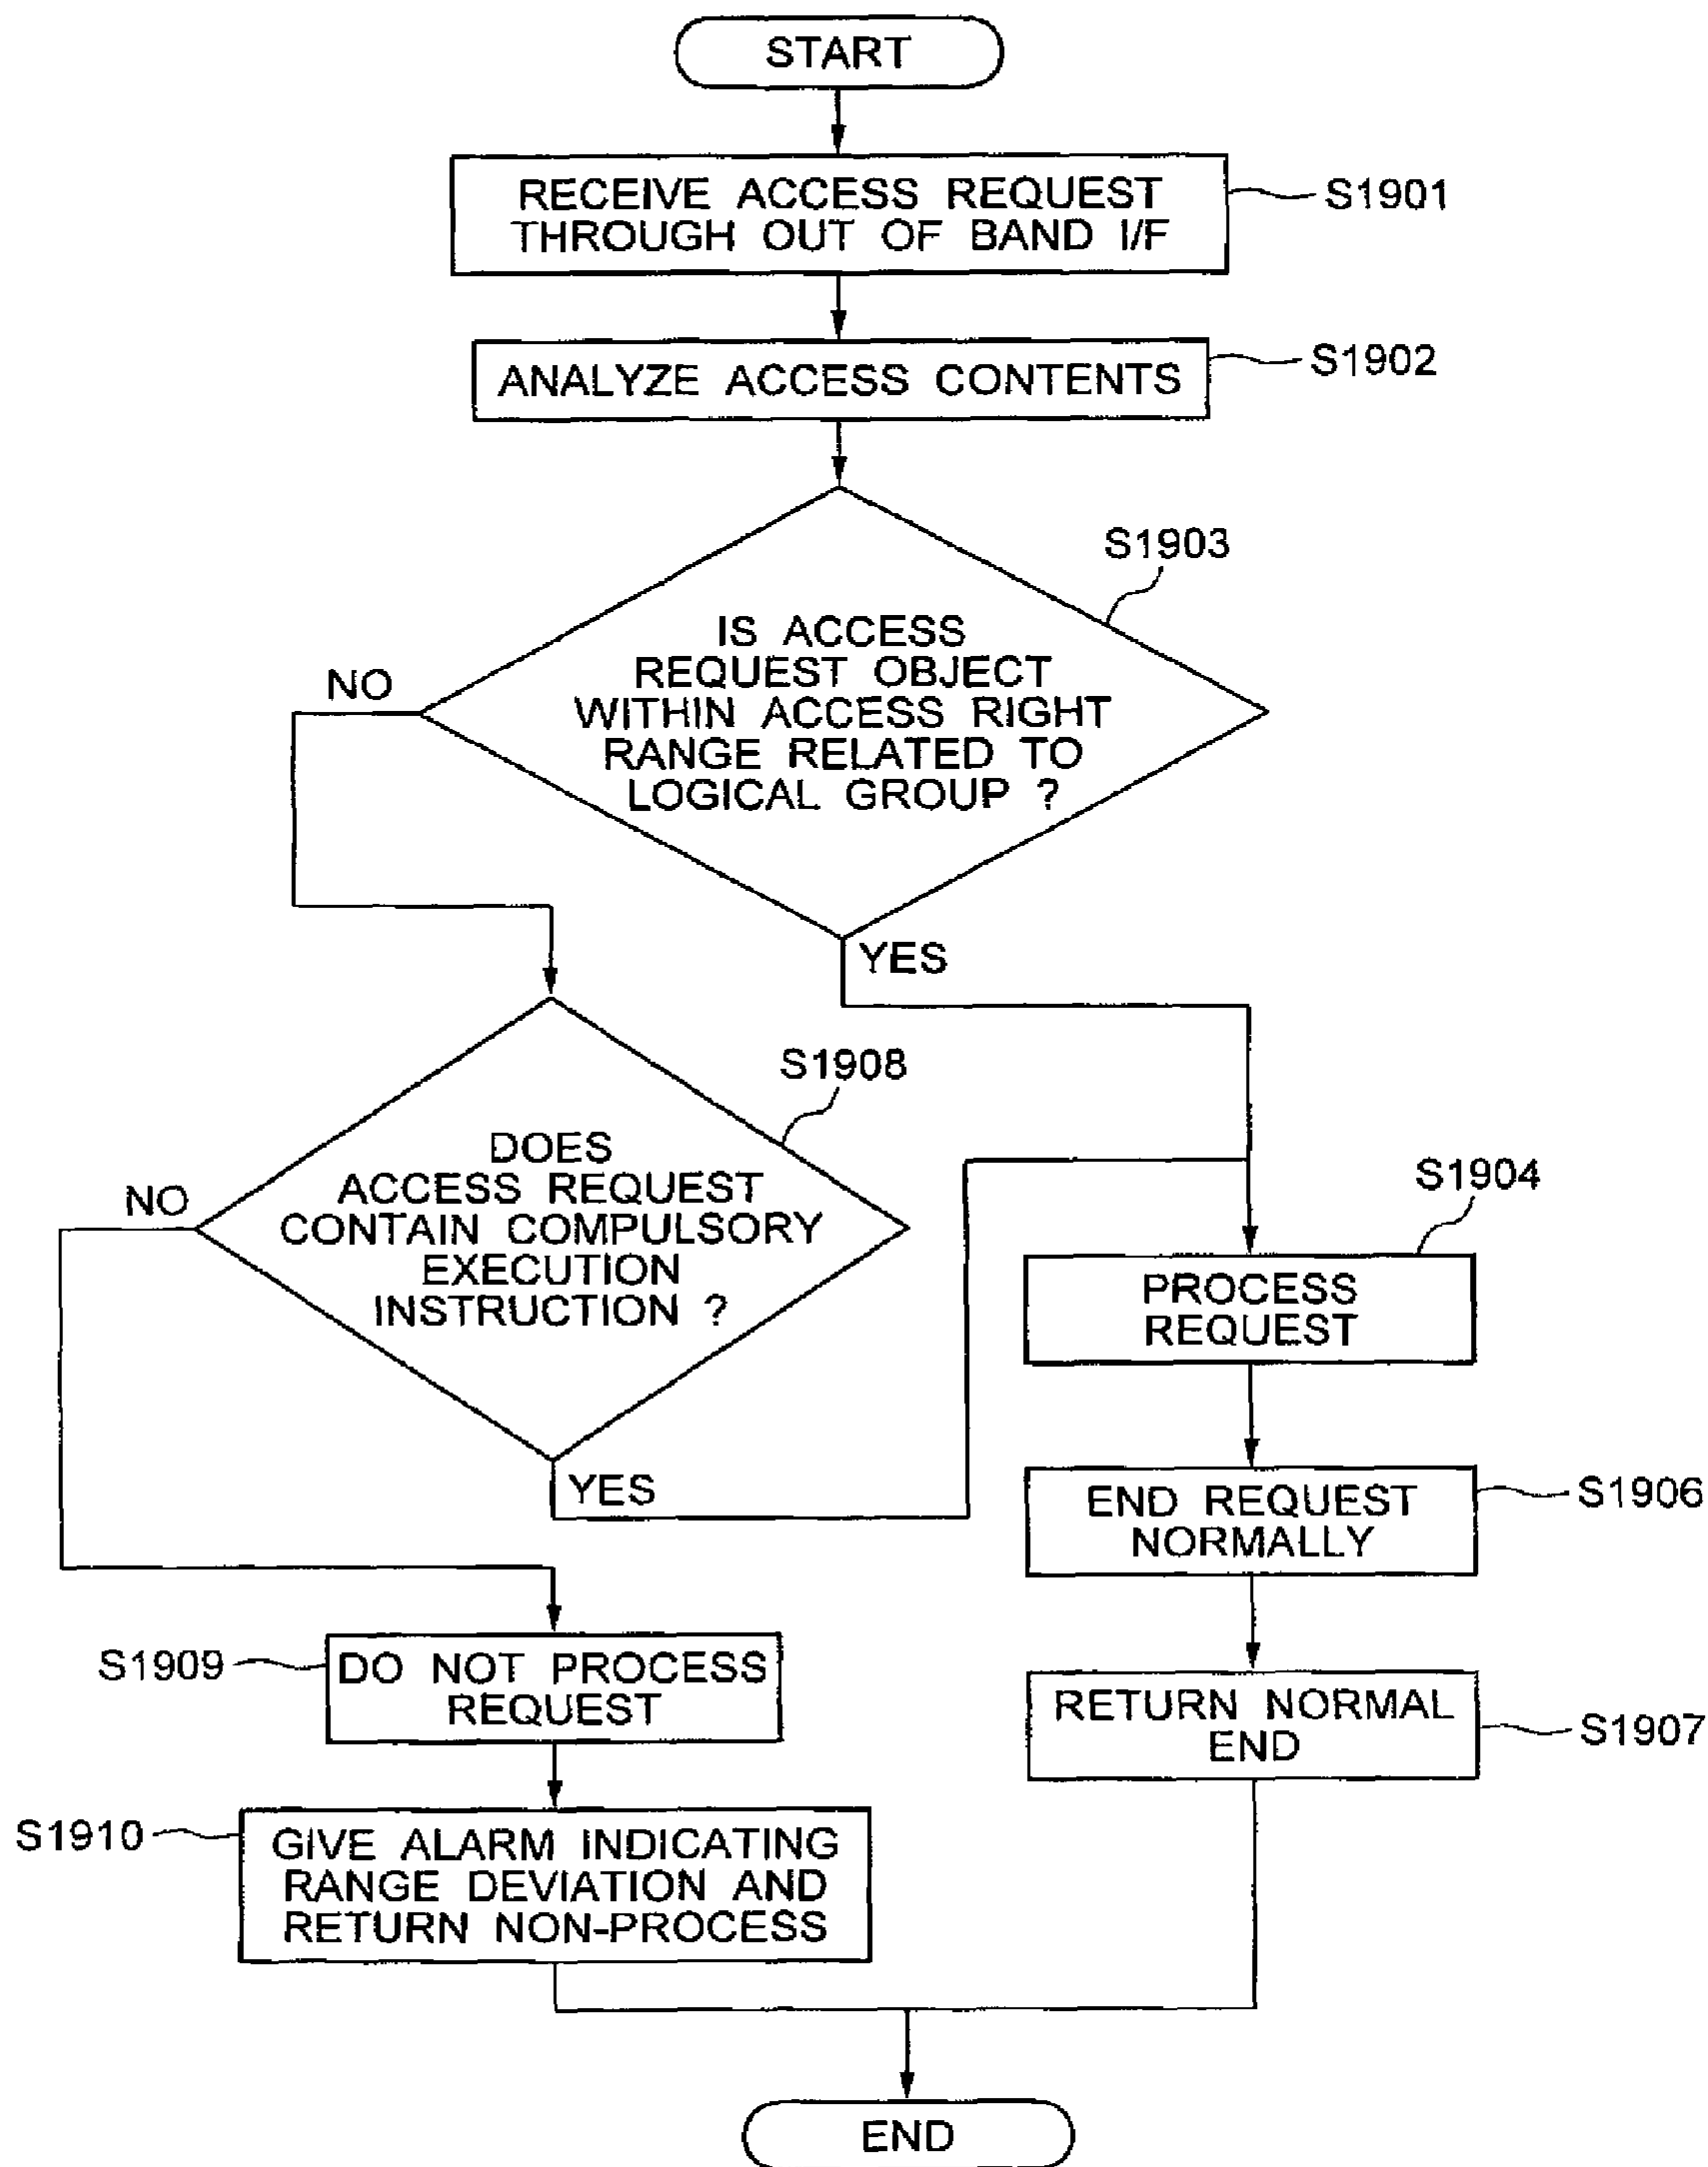 START
RECEIVE ACCESS REQUEST
THROUGH OUT OF BAND I/F
S1901
ANALYZE ACCESS CONTENTS
S1902
S1903
IS ACCESS
REQUEST OBJECT
WITHIN ACCESS RIGHT
RANGE RELATED TO
LOGICAL GROUP ?
NO
YES
S1908
DOES
ACCESS REQUEST
CONTAIN COMPULSORY
EXECUTION
INSTRUCTION ?
NO
YES
S1904
PROCESS
REQUEST
END REQUEST
NORMALLY
S1906
S1909
DO NOT PROCESS
REQUEST
RETURN NORMAL
END
S1907
S1910
GIVE ALARM INDICATING
RANGE DEVIATION AND
RETURN NON-PROCESS
END